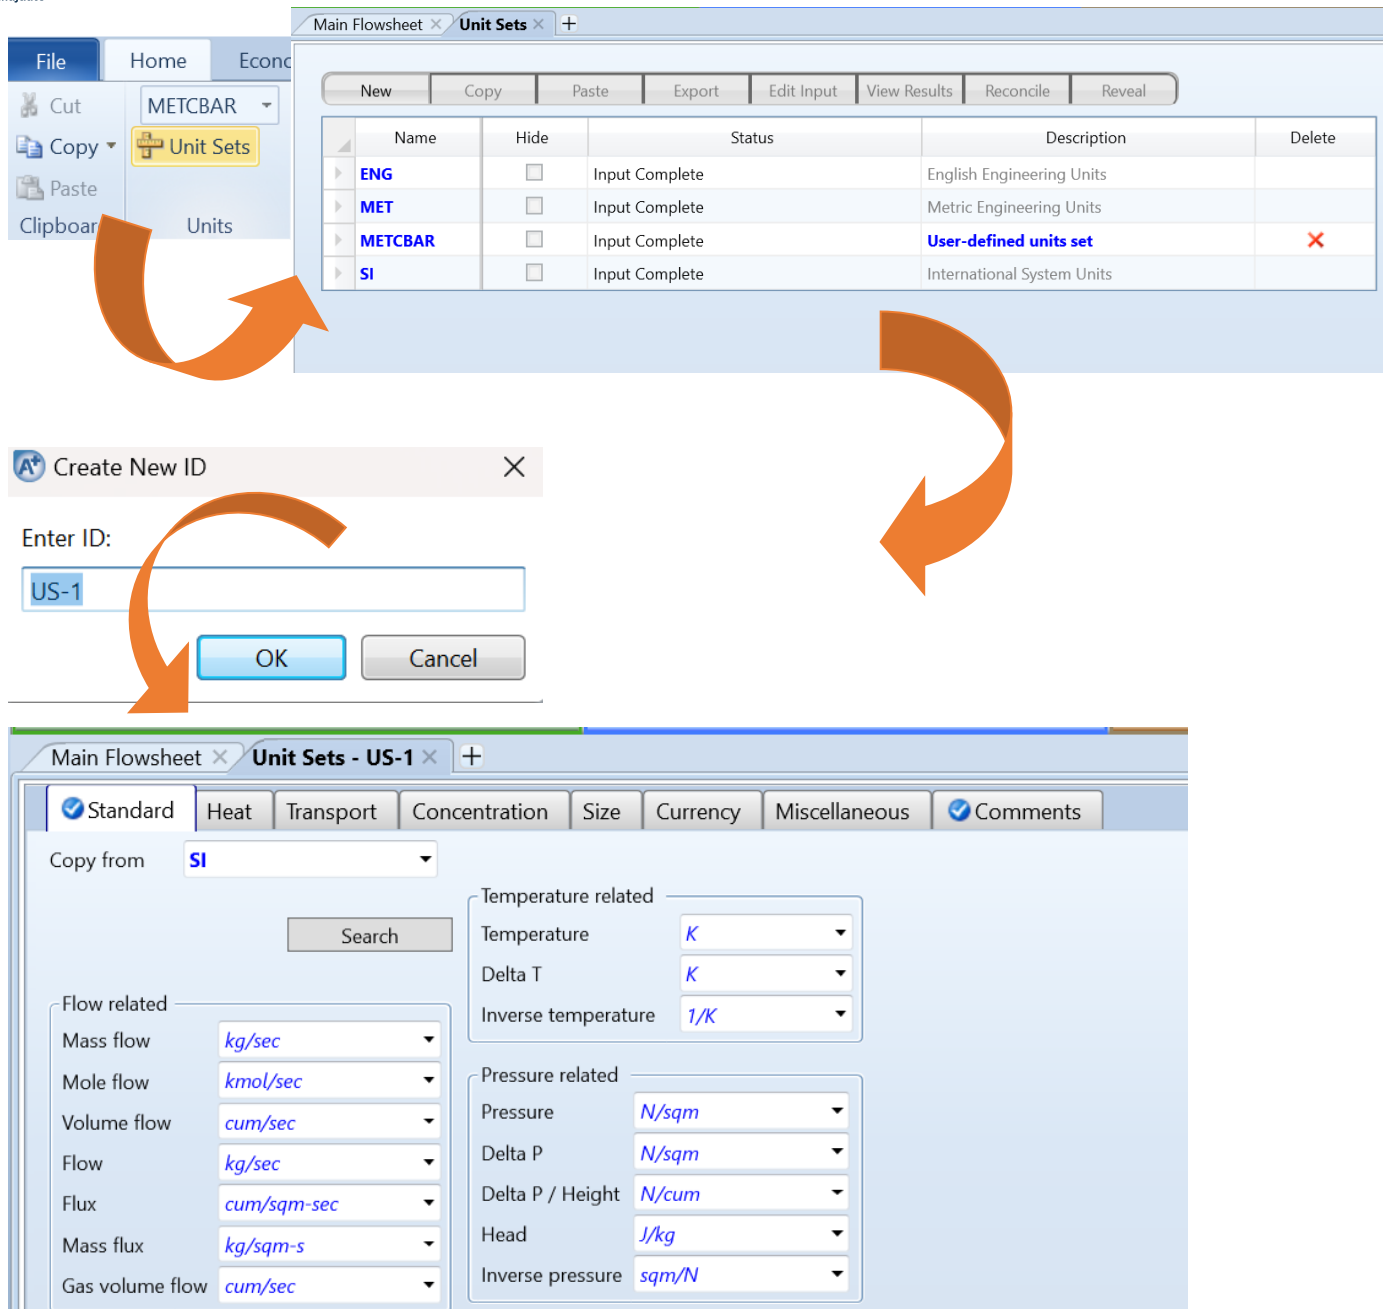 Main Flowsheet × Unit Sets × +
File Home
Cut METCBAR
Copy Unit Sets
Paste
Units
New Copy Paste Export Edit Input View Results Reconcile Reveal
Name Hide Status Description Delete
ENG Input Complete English Engineering Units
MET Input Complete Metric Engineering Units
METCBAR Input Complete User-defined units set
SI Input Complete International System Units
Create New ID
Enter ID:
US-1
OK Cancel
Main Flowsheet × Unit Sets - US-1 × +
Standard Heat Transport Concentration Size Currency Miscellaneous Comments
Copy from SI
Search
Flow related
Mass flow kg/sec
Mole flow kmol/sec
Volume flow cum/sec
Flow kg/sec
Flux cum/sqm-sec
Mass flux kg/sqm-s
Gas volume flow cum/sec
Temperature related
Temperature K
Delta T K
Inverse temperature 1/K
Pressure related
Pressure N/sqm
Delta P N/sqm
Delta P / Height N/cum
Head J/kg
Inverse pressure sqm/N